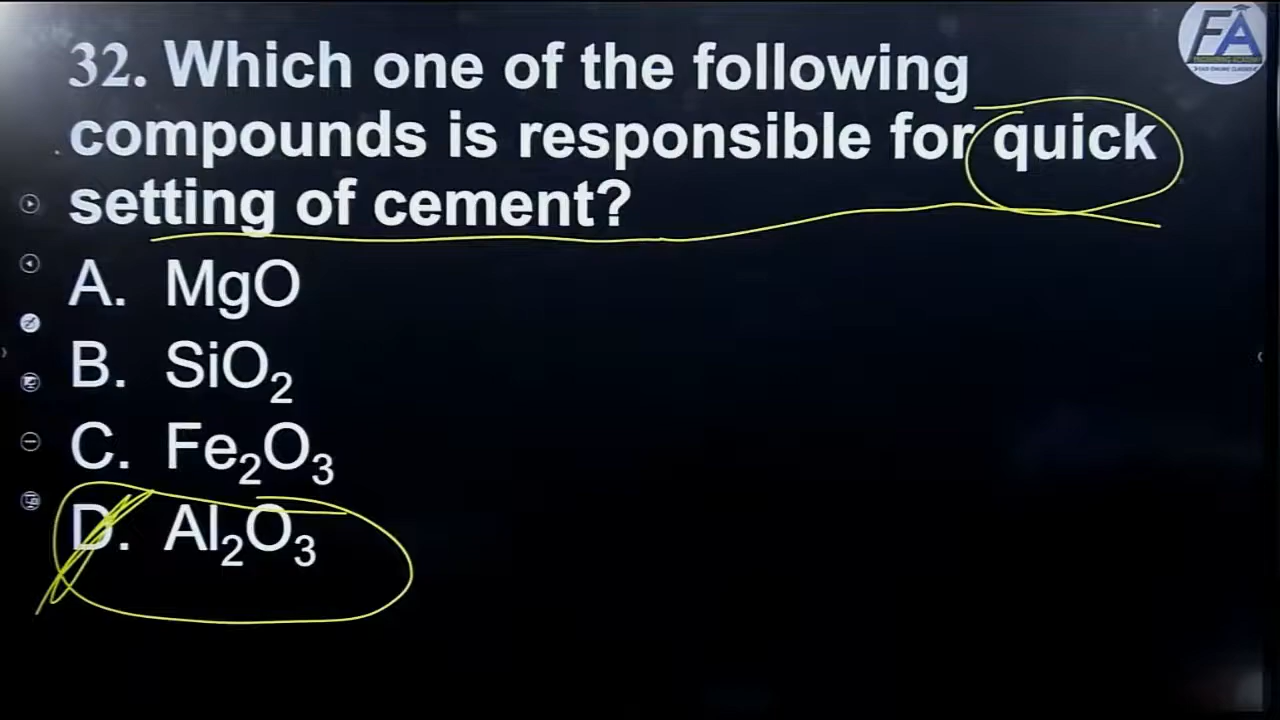 32. Which one of the following
compounds is responsible for quick
setting of cement?
A. MgO
B. SiO₂
C. Fe₂O₃
D. Al₂O₃
FA